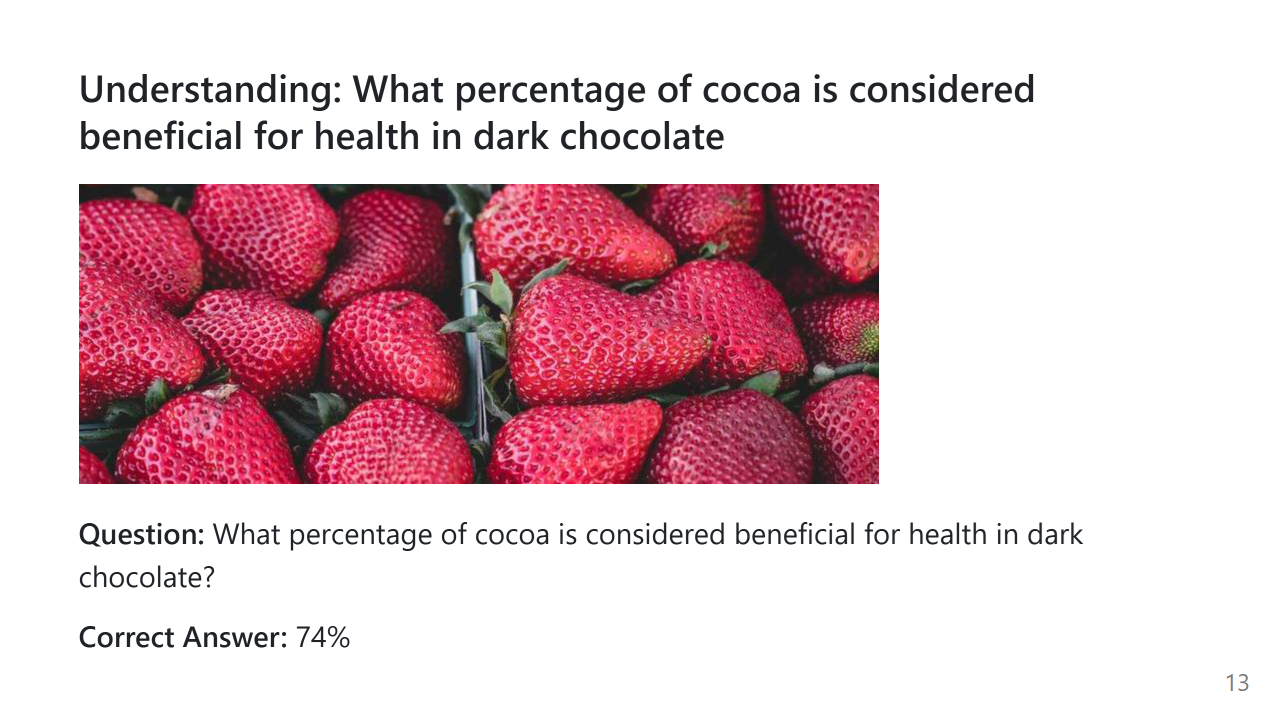 Understanding: What percentage of cocoa is considered
beneficial for health in dark chocolate
Question: What percentage of cocoa is considered beneficial for health in dark
chocolate?
Correct Answer: 74%
13